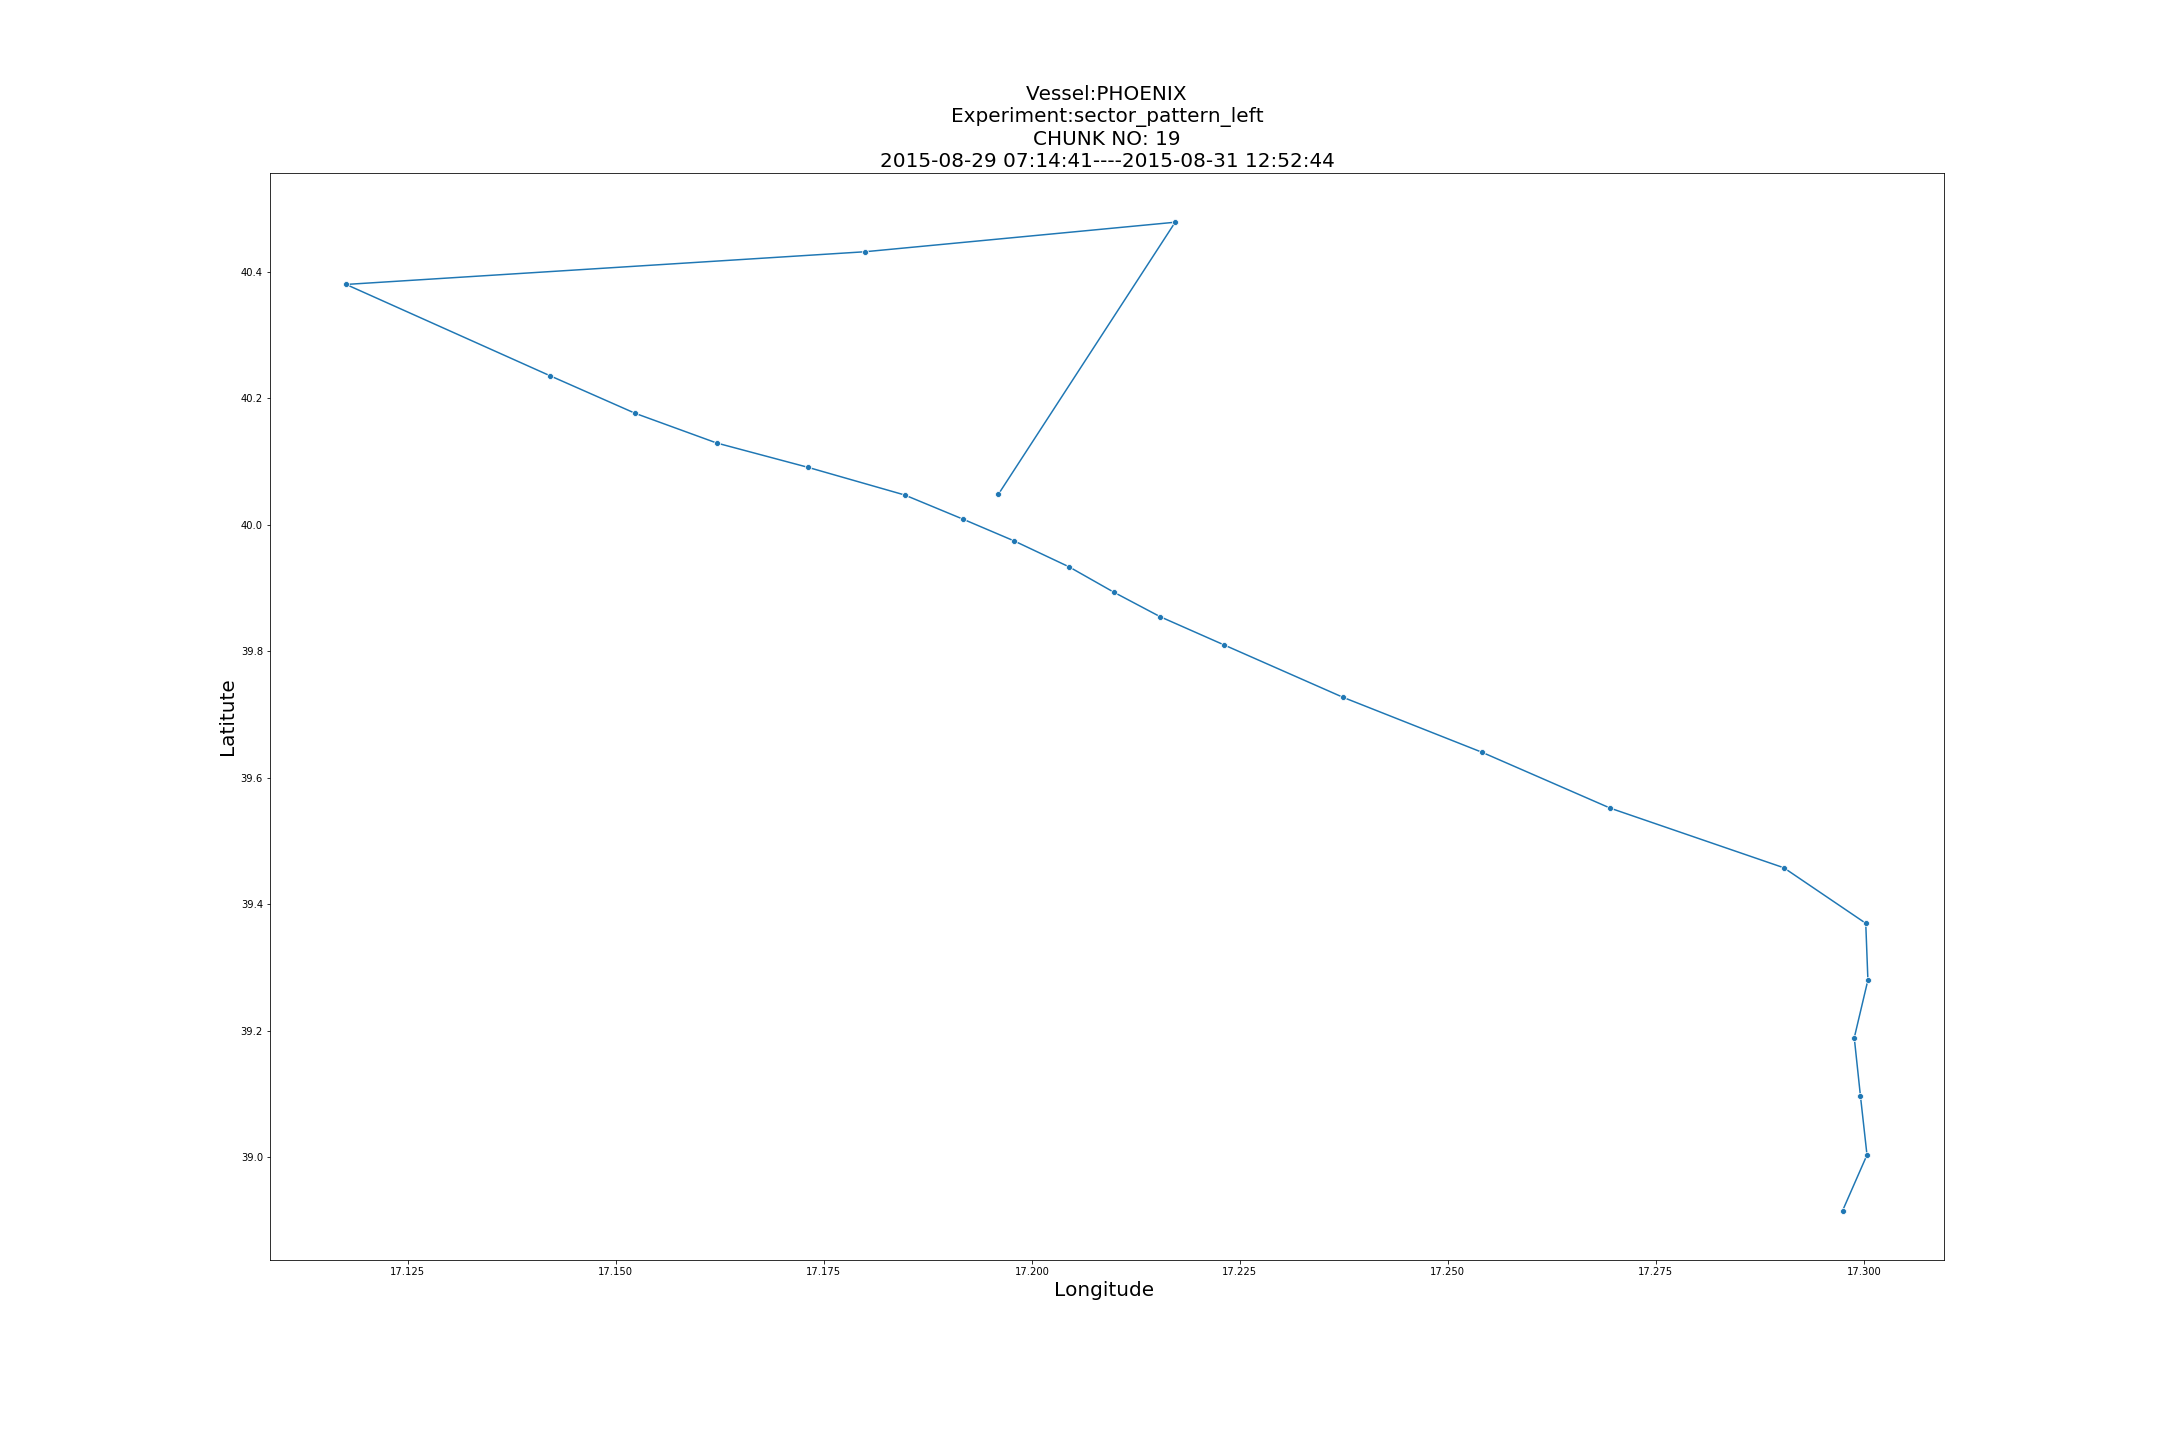 Vessel:PHOENIX
Experiment:sector_pattern_left
CHUNK NO: 19
2015-08-29 07:14:41----2015-08-31 12:52:44
40.4
40.2
40.0
39.8
39.6
39.4
39.2
39.0
Latitute
17.125 17.150 17.175 17.200 17.225 17.250 17.275 17.300
Longitude